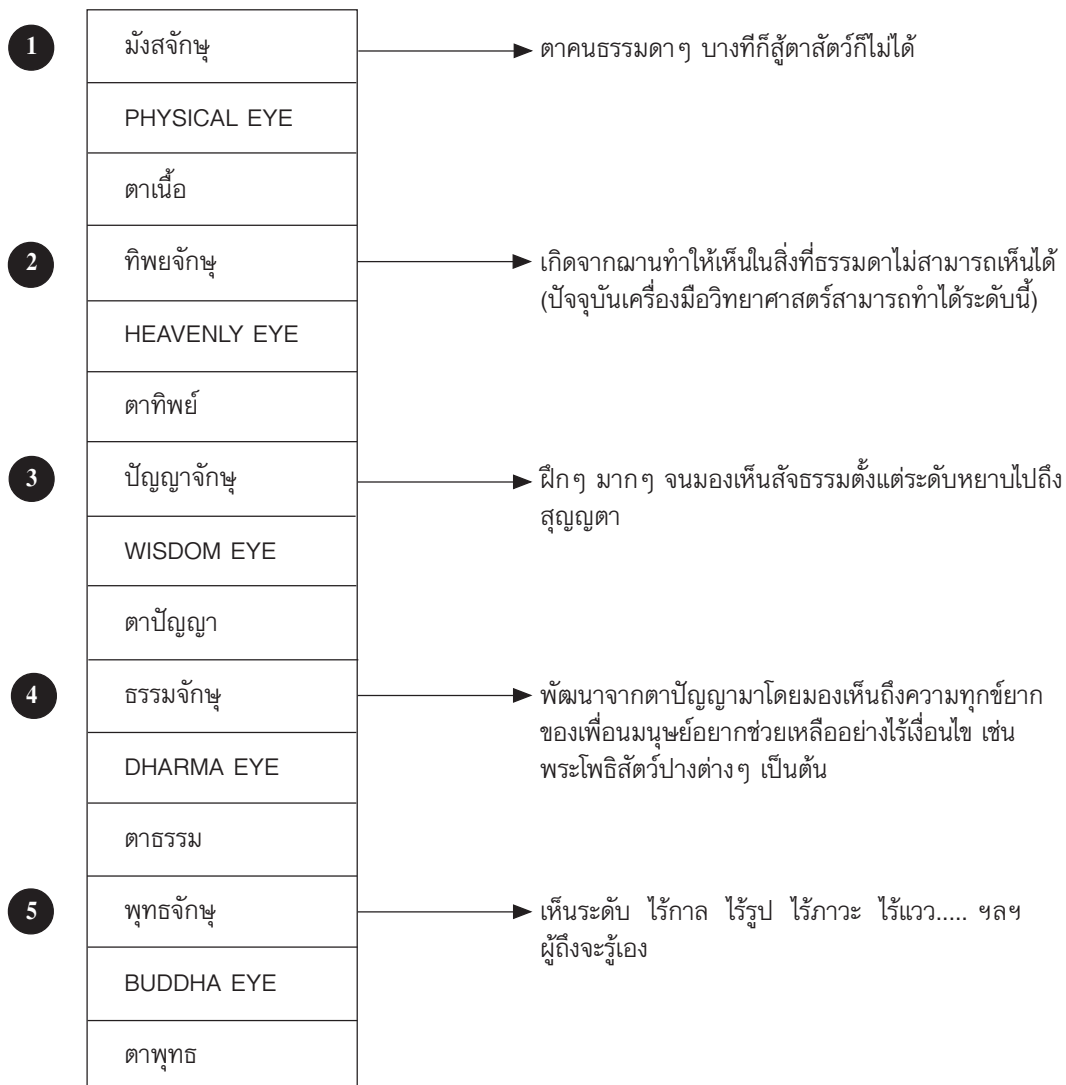 1
มังสจักษุ
ตาคนธรรมดาๆ บางทีก็สู้ตาสัตว์ก็ไม่ได้
PHYSICAL EYE
ตาเนื้อ
2
ทิพยจักษุ
เกิดจากฌานทำให้เห็นในสิ่งที่ธรรมดาไม่สามารถเห็นได้
(ปัจจุบันเครื่องมือวิทยาศาสตร์สามารถทำได้ระดับนี้)
HEAVENLY EYE
ตาทิพย์
3
ปัญญาจักษุ
ฝึกๆ มากๆ จนมองเห็นสัจธรรมตั้งแต่ระดับหยาบไปถึง
สุญญตา
WISDOM EYE
ตาปัญญา
4
ธรรมจักษุ
พัฒนาจากตาปัญญามาโดยมองเห็นถึงความทุกข์ยาก
ของเพื่อนมนุษย์อยากช่วยเหลืออย่างไร้เงื่อนไข เช่น
พระโพธิสัตว์ปางต่างๆ เป็นต้น
DHARMA EYE
ตาธรรม
5
พุทธจักษุ
เห็นระดับ ไร้กาล ไร้รูป ไร้ภาวะ ไร้แวว..... ฯลฯ
ผู้ถึงจะรู้เอง
BUDDHA EYE
ตาพุทธ